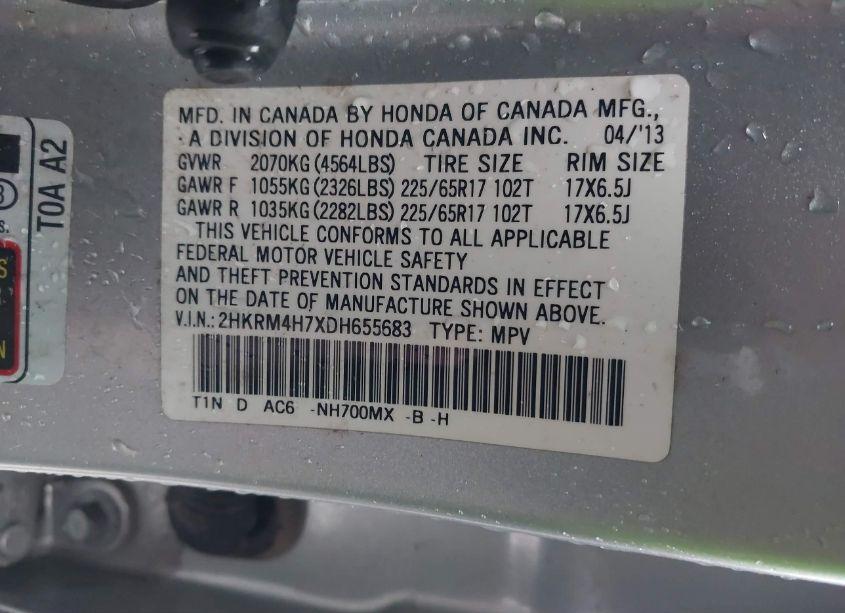 MFD. IN CANADA BY HONDA OF CANADA MFG.,
A DIVISION OF HONDA CANADA INC. 04/'13
GVWR 2070KG (4564LBS) TIRE SIZE RIM SIZE
GAWR F 1055KG (2326LBS) 225/65R17 102T 17X6.5J
GAWR R 1035KG (2282LBS) 225/65R17 102T 17X6.5J
THIS VEHICLE CONFORMS TO ALL APPLICABLE
FEDERAL MOTOR VEHICLE SAFETY
AND THEFT PREVENTION STANDARDS IN EFFECT
ON THE DATE OF MANUFACTURE SHOWN ABOVE.
V.I.N.: 2HKRM4H7XDH655683 TYPE: MPV
T1N D AC6 -NH700MX -B -H
T0A A2